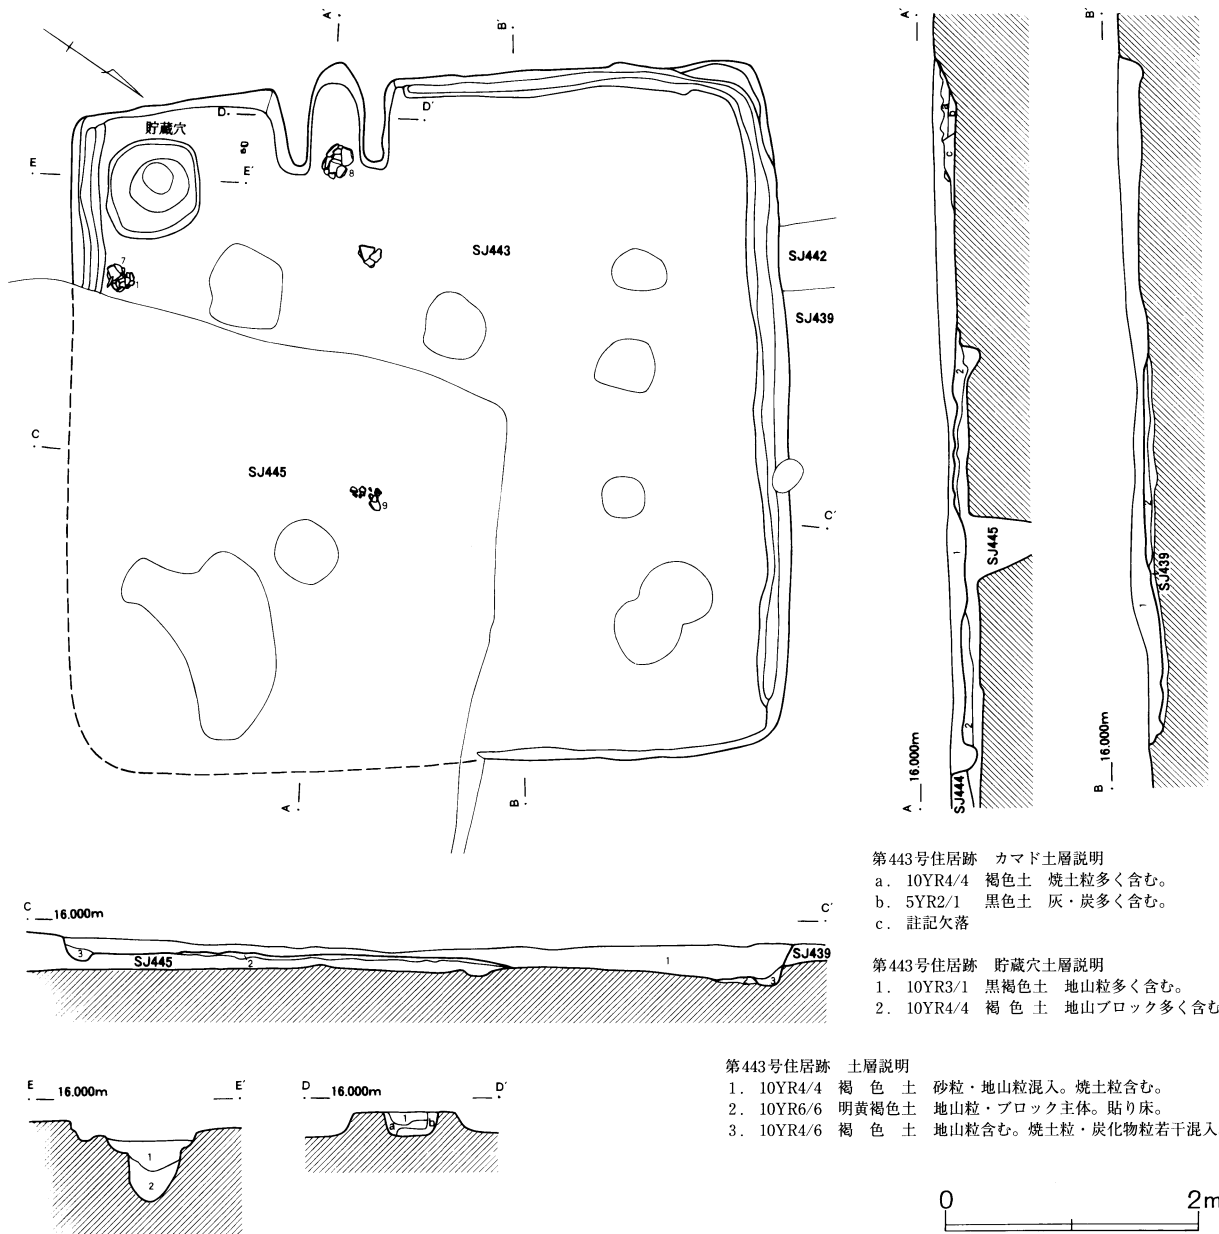 A′
B′
A′
B′
D
D′
貯蔵穴
E
E′
8
SJ443
SJ442
7
1
SJ439
C
SJ445
9
C′
A
B
a
b
c
2
1
SJ445
2
A 16.000m
SJ444
2
SJ439
1
B 16.000m
第443号住居跡 カマド土層説明
a. 10YR4/4 褐色土 焼土粒多く含む。
b. 5YR2/1 黒色土 灰・炭多く含む。
c. 註記欠落
第443号住居跡 貯蔵穴土層説明
1. 10YR3/1 黒褐色土 地山粒多く含む。
2. 10YR4/4 褐色土 地山ブロック多く含む
C 16.000m C′
3 SJ445 2 1 3 SJ439
第443号住居跡 土層説明
1. 10YR4/4 褐色土 砂粒・地山粒混入。焼土粒含む。
2. 10YR6/6 明黄褐色土 地山粒・ブロック主体。貼り床。
3. 10YR4/6 褐色土 地山粒含む。焼土粒・炭化物粒若干混入
E 16.000m E′
1
2
D 16.000m D′
1
a b
0 2m